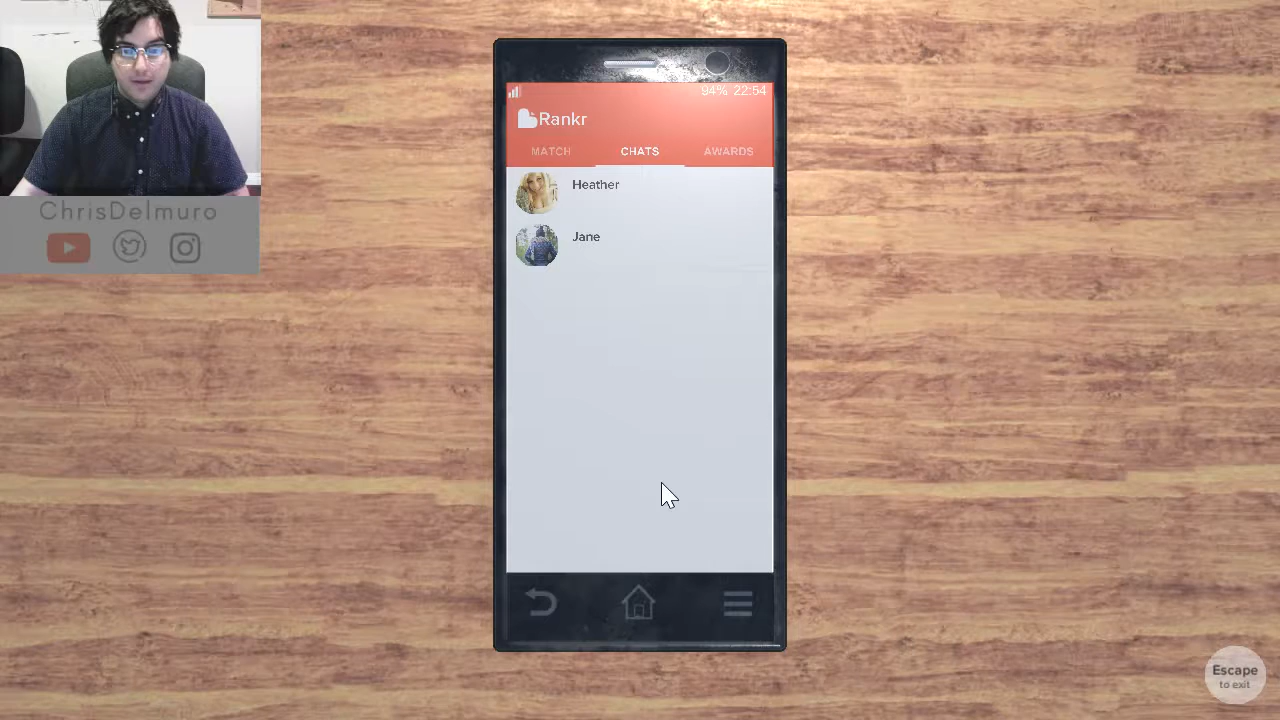 ChrisDelmuro
94% 22:54
Rankr
MATCH CHATS AWARDS
Heather
Jane
Escape
to exit